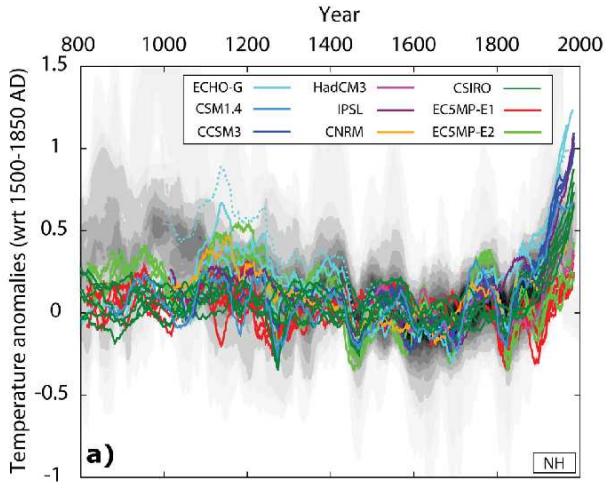 Year
800 1000 1200 1400 1600 1800 2000
Temperature anomalies (wrt 1500-1850 AD)
1.5
1
0.5
0
-0.5
-1
ECHO-G HadCM3 CSIRO
CSM1.4 IPSL EC5MP-E1
CCSM3 CNRM EC5MP-E2
a)
NH